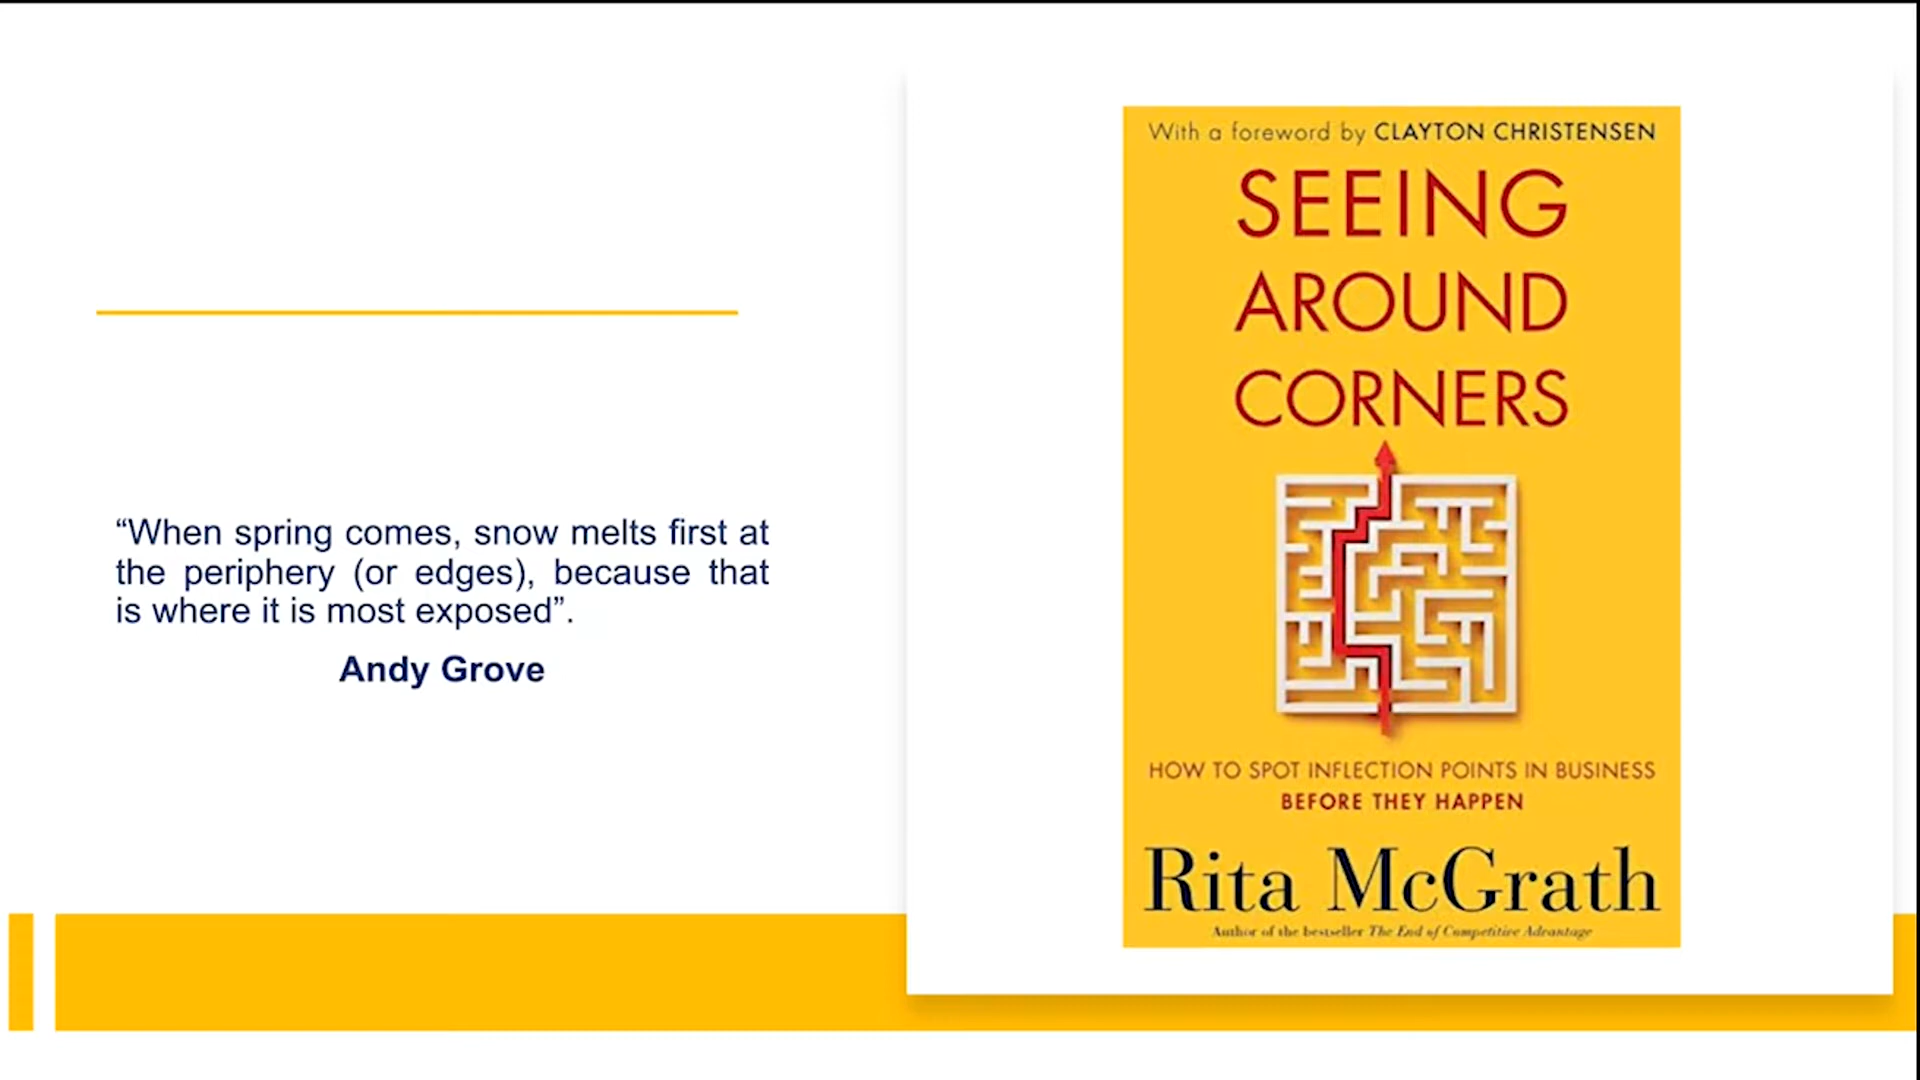 “When spring comes, snow melts first at
the periphery (or edges), because that
is where it is most exposed”.
Andy Grove
With a foreword by CLAYTON CHRISTENSEN
SEEING
AROUND
CORNERS
HOW TO SPOT INFLECTION POINTS IN BUSINESS
BEFORE THEY HAPPEN
Rita McGrath
Author of the bestseller The End of Competitive Advantage